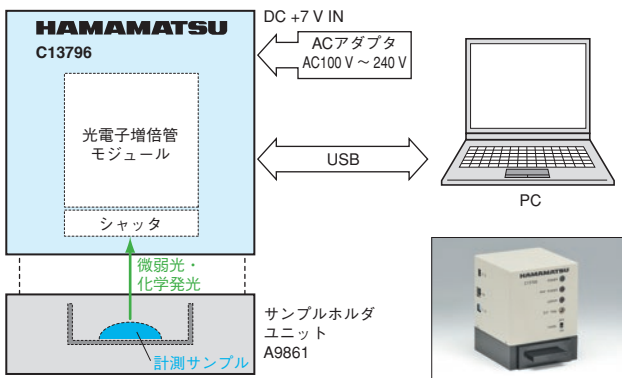 HAMAMATSU
C13796
DC +7 V IN
ACアダプタ
AC100 V ~ 240 V
光電子増倍管
モジュール
シャッタ
USB
PC
微弱光・
化学発光
計測サンプル
サンプルホルダ
ユニット
A9861
HAMAMATSU
C13796
POWER